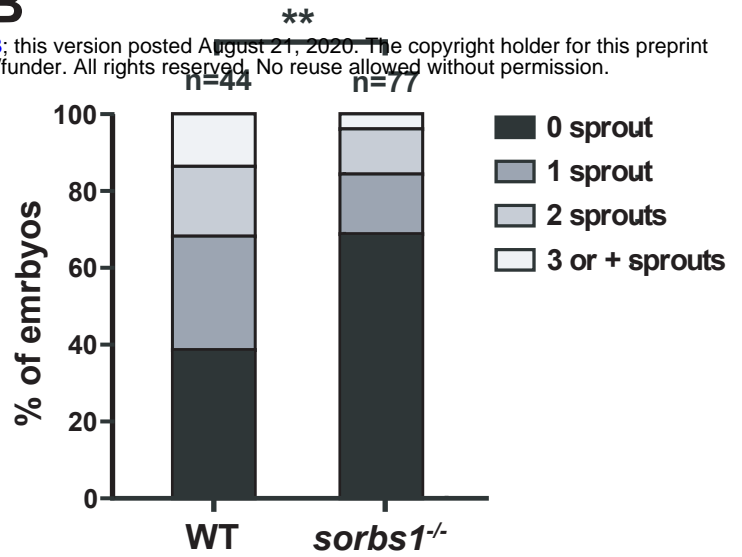 B
**
; this version posted August 21, 2020. The copyright holder for this preprint
/funder. All rights reserved. No reuse allowed without permission.
n=44 n=77
100
80
60
40
20
0
% of emrbyos
0 sprout
1 sprout
2 sprouts
3 or + sprouts
WT sorbs1-/-